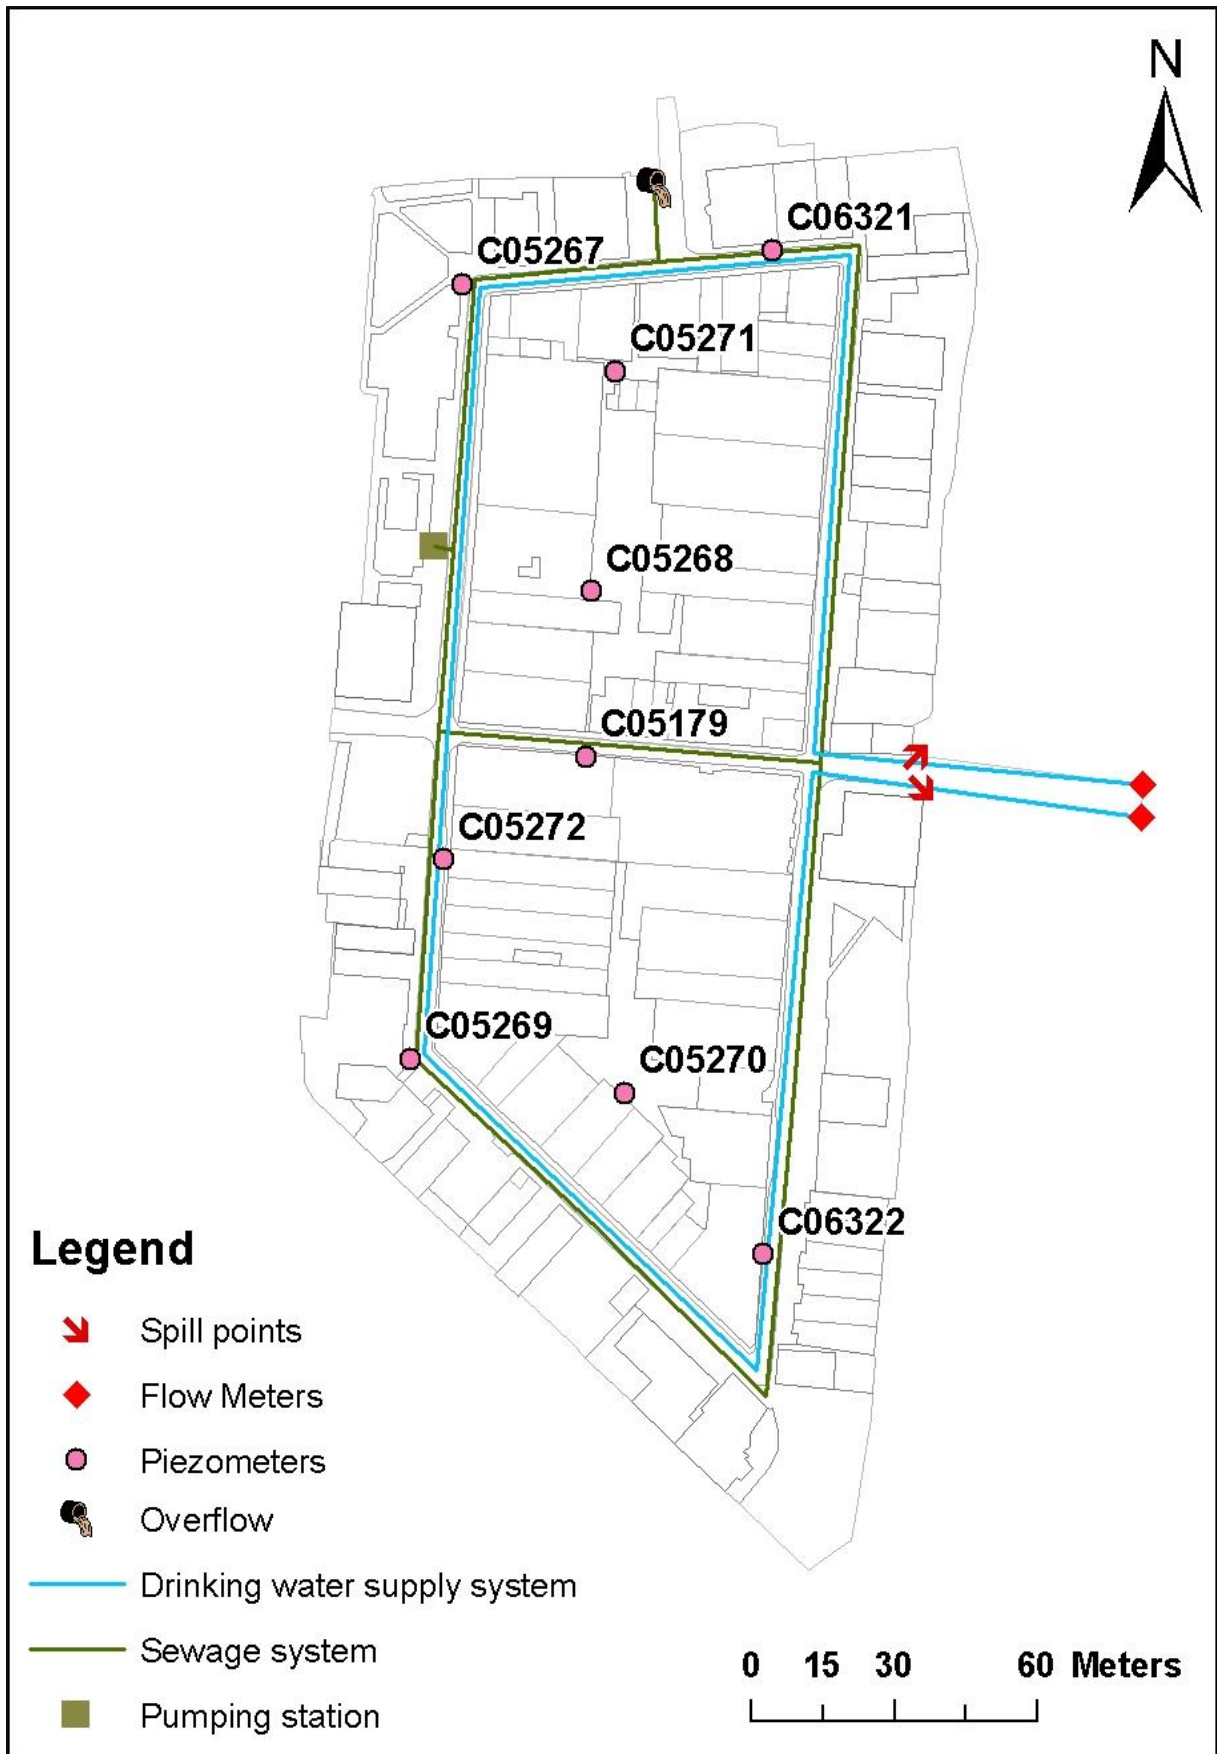 N
C06321
C05267
C05271
C05268
C05179
C05272
C05269
C05270
C06322
Legend
Spill points
Flow Meters
Piezometers
Overflow
Drinking water supply system
Sewage system
Pumping station
0 15 30 60 Meters